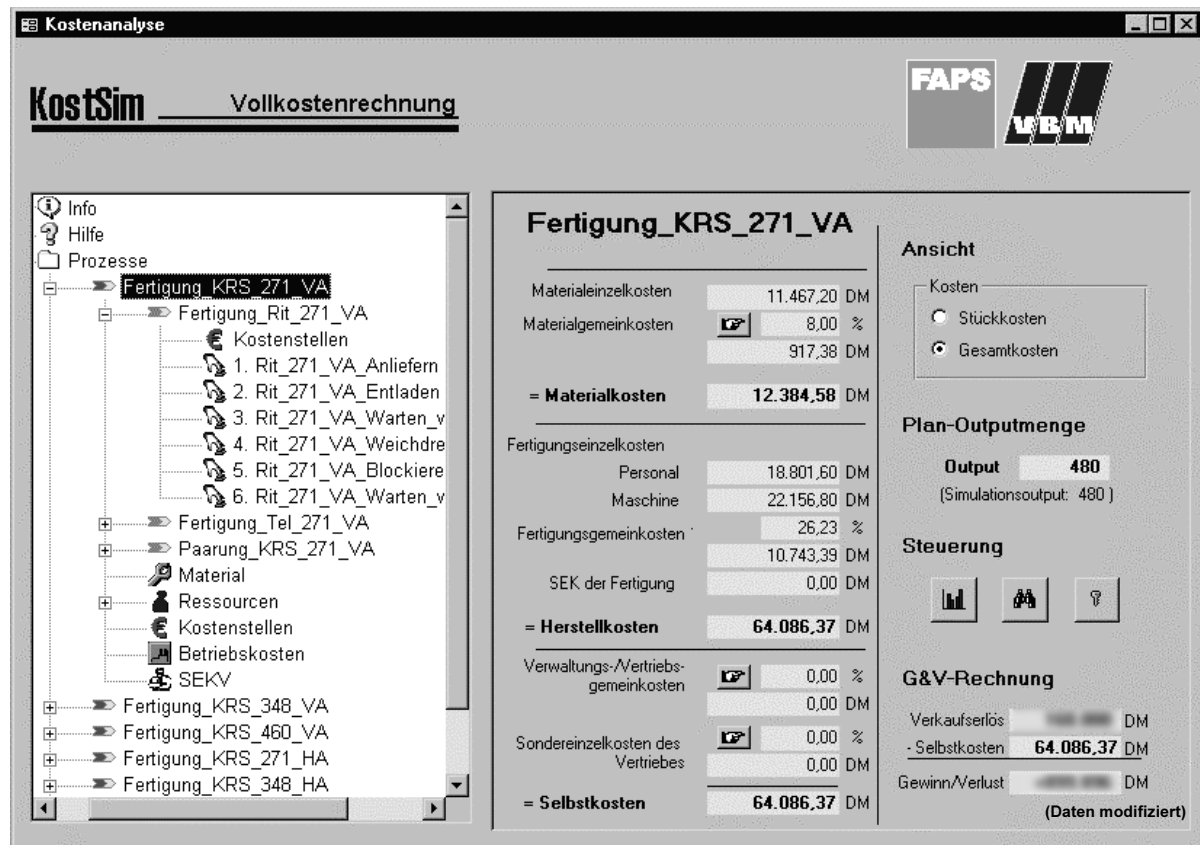 Kostenanalyse
KostSim Vollkostenrechnung
FAPS
VBM
Info
Hilfe
Prozesse
Fertigung_KRS_271_VA
Fertigung_Rit_271_VA
Kostenstellen
1. Rit_271_VA_Anliefern
2. Rit_271_VA_Entladen
3. Rit_271_VA_Warten_v
4. Rit_271_VA_Weichdre
5. Rit_271_VA_Blockiere
6. Rit_271_VA_Warten_v
Fertigung_Tel_271_VA
Paarung_KRS_271_VA
Material
Ressourcen
Kostenstellen
Betriebskosten
SEKV
Fertigung_KRS_348_VA
Fertigung_KRS_460_VA
Fertigung_KRS_271_HA
Fertigung_KRS_348_HA
Fertigung_KRS_271_VA
Materialeinzelkosten 11.467,20 DM
Materialgemeinkosten 8,00 %
917,38 DM
= Materialkosten 12.384,58 DM
Fertigungseinzelkosten
Personal 18.801,60 DM
Maschine 22.156,80 DM
Fertigungsgemeinkosten 26,23 %
10.743,39 DM
SEK der Fertigung 0,00 DM
= Herstellkosten 64.086,37 DM
Verwaltungs-/Vertriebs-
gemeinkosten 0,00 %
0,00 DM
Sondereinzelkosten des
Vertriebes 0,00 %
0,00 DM
= Selbstkosten 64.086,37 DM
Ansicht
Kosten
Stückkosten
Gesamtkosten
Plan-Outputmenge
Output 480
(Simulationsoutput: 480 )
Steuerung
G&V-Rechnung
Verkaufserlös DM
- Selbstkosten 64.086,37 DM
Gewinn/Verlust DM
(Daten modifiziert)